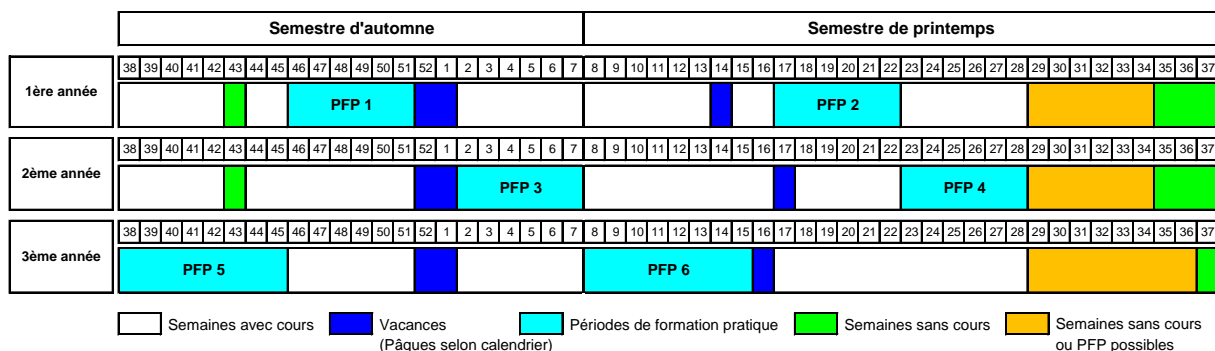 Semestre d'automne Semestre de printemps
38 39 40 41 42 43 44 45 46 47 48 49 50 51 52 1 2 3 4 5 6 7 8 9 10 11 12 13 14 15 16 17 18 19 20 21 22 23 24 25 26 27 28 29 30 31 32 33 34 35 36 37
1ère année PFP 1 PFP 2
38 39 40 41 42 43 44 45 46 47 48 49 50 51 52 1 2 3 4 5 6 7 8 9 10 11 12 13 14 15 16 17 18 19 20 21 22 23 24 25 26 27 28 29 30 31 32 33 34 35 36 37
2ème année PFP 3 PFP 4
38 39 40 41 42 43 44 45 46 47 48 49 50 51 52 1 2 3 4 5 6 7 8 9 10 11 12 13 14 15 16 17 18 19 20 21 22 23 24 25 26 27 28 29 30 31 32 33 34 35 36 37
3ème année PFP 5 PFP 6
Semaines avec cours Vacances Périodes de formation pratique Semaines sans cours Semaines sans cours
(Pâques selon calendrier) ou PFP possibles